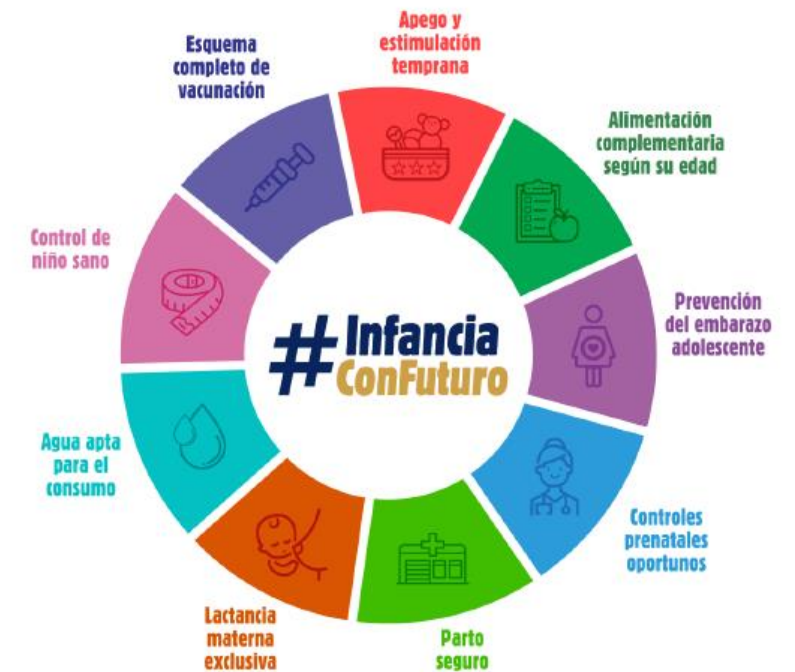 Apego y
estimulación
temprana
Alimentación
complementaria
según su edad
Prevención
del embarazo
adolescente
Controles
prenatales
oportunos
Parto
seguro
Lactancia
materna
exclusiva
Agua apta
para el
consumo
Control de
niño sano
Esquema
completo de
vacunación
#Infancia
ConFuturo